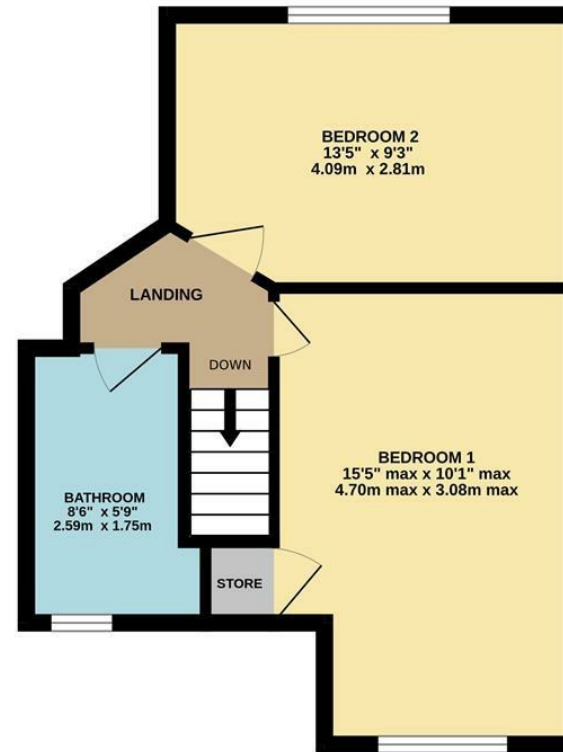 BEDROOM 2
13'5" x 9'3"
4.09m x 2.81m
LANDING
DOWN
BEDROOM 1
15'5" max x 10'1" max
4.70m max x 3.08m max
BATHROOM
8'6" x 5'9"
2.59m x 1.75m
STORE